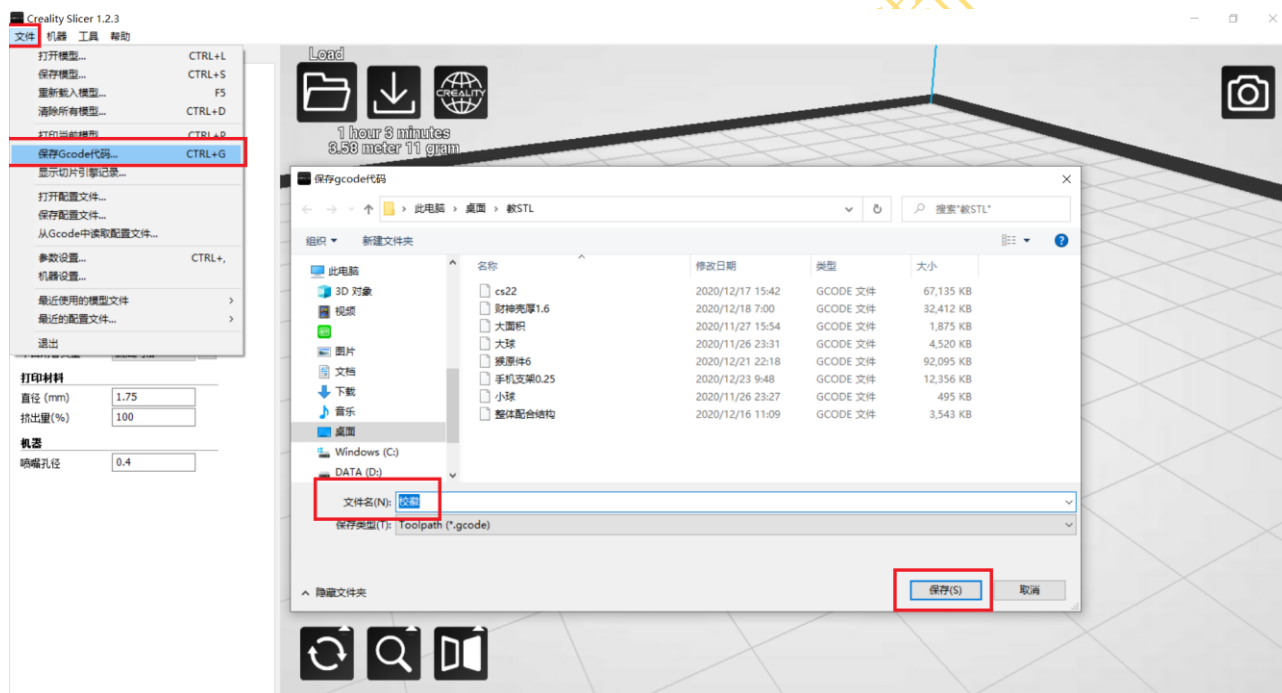 Creality Slicer 1.2.3
文件 机器 工具 帮助
打开模型... CTRL+L
保存模型... CTRL+S
重新载入模型... F5
清除所有模型... CTRL+D
打印当前模型 CTRL+P
保存Gcode代码... CTRL+G
显示切片引擎记录...
打开配置文件...
保存配置文件...
从Gcode中读取配置文件...
参数设置... CTRL+,
机器设置...
最近使用的模型文件
最近的配置文件...
退出
打印材料
直径 (mm) 1.75
挤出量(%) 100
机器
喷嘴孔径 0.4
Load
CREALITY
1 hour 3 minutes
3.58 meter 11 gram
保存gcode代码
此电脑 › 桌面 › 教STL
搜索"教STL"
组织 新建文件夹
此电脑
3D 对象
视频
图片
文档
下载
音乐
桌面
Windows (C:)
DATA (D:)
名称 修改日期 类型 大小
cs22 2020/12/17 15:42 GCODE 文件 67,135 KB
财神壳厚1.6 2020/12/18 7:00 GCODE 文件 32,412 KB
大面积 2020/11/27 15:54 GCODE 文件 1,875 KB
大球 2020/11/26 23:31 GCODE 文件 4,520 KB
猴原件6 2020/12/21 22:18 GCODE 文件 92,095 KB
手机支架0.25 2020/12/23 9:48 GCODE 文件 12,356 KB
小球 2020/11/26 23:27 GCODE 文件 495 KB
整体配合结构 2020/12/16 11:09 GCODE 文件 3,543 KB
文件名(N): 校徽
保存类型(T): Toolpath (*.gcode)
隐藏文件夹
保存(S) 取消